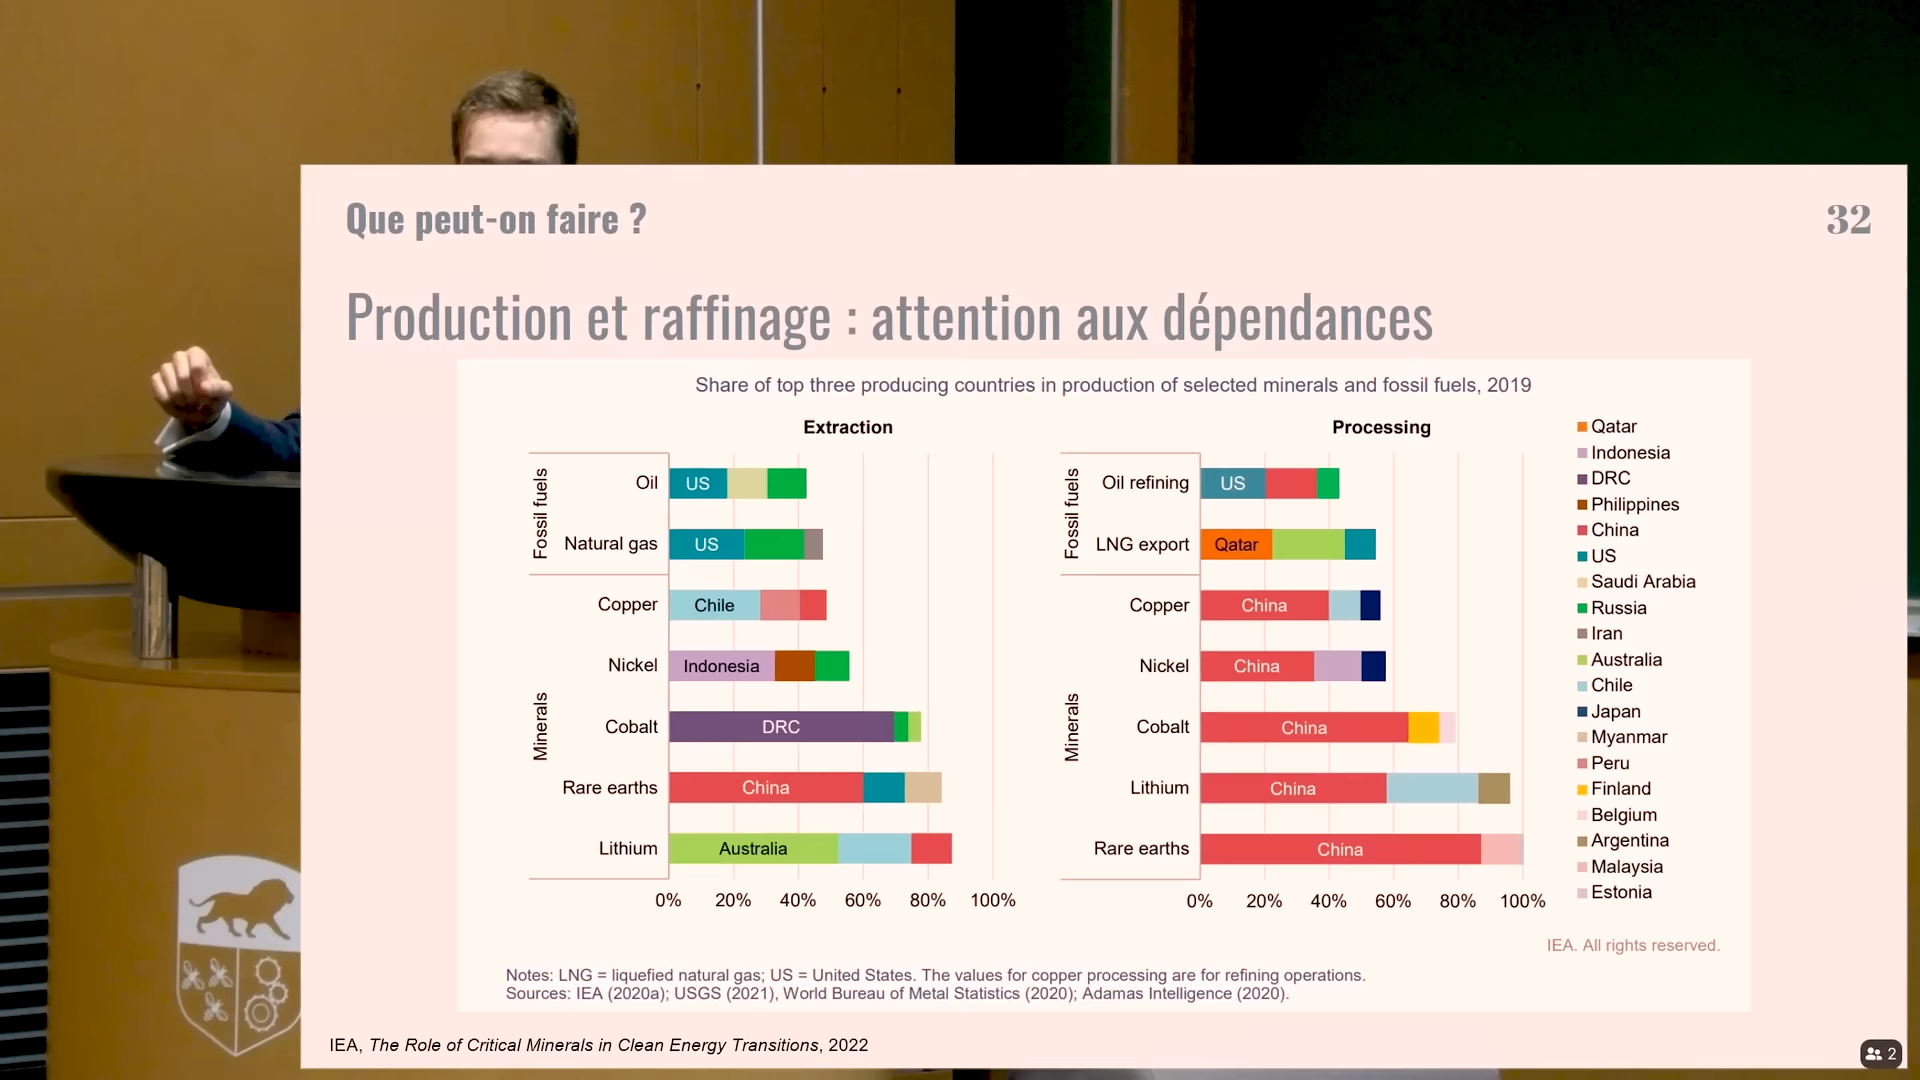 Que peut-on faire ?
32
Production et raffinage : attention aux dépendances
Share of top three producing countries in production of selected minerals and fossil fuels, 2019
Extraction
Fossil fuels
Oil
US
Natural gas
US
Minerals
Copper
Chile
Nickel
Indonesia
Cobalt
DRC
Rare earths
China
Lithium
Australia
0% 20% 40% 60% 80% 100%
Processing
Fossil fuels
Oil refining
US
LNG export
Qatar
Minerals
Copper
China
Nickel
China
Cobalt
China
Lithium
China
Rare earths
China
0% 20% 40% 60% 80% 100%
Qatar
Indonesia
DRC
Philippines
China
US
Saudi Arabia
Russia
Iran
Australia
Chile
Japan
Myanmar
Peru
Finland
Belgium
Argentina
Malaysia
Estonia
IEA. All rights reserved.
Notes: LNG = liquefied natural gas; US = United States. The values for copper processing are for refining operations.
Sources: IEA (2020a); USGS (2021), World Bureau of Metal Statistics (2020); Adamas Intelligence (2020).
IEA, The Role of Critical Minerals in Clean Energy Transitions, 2022
2